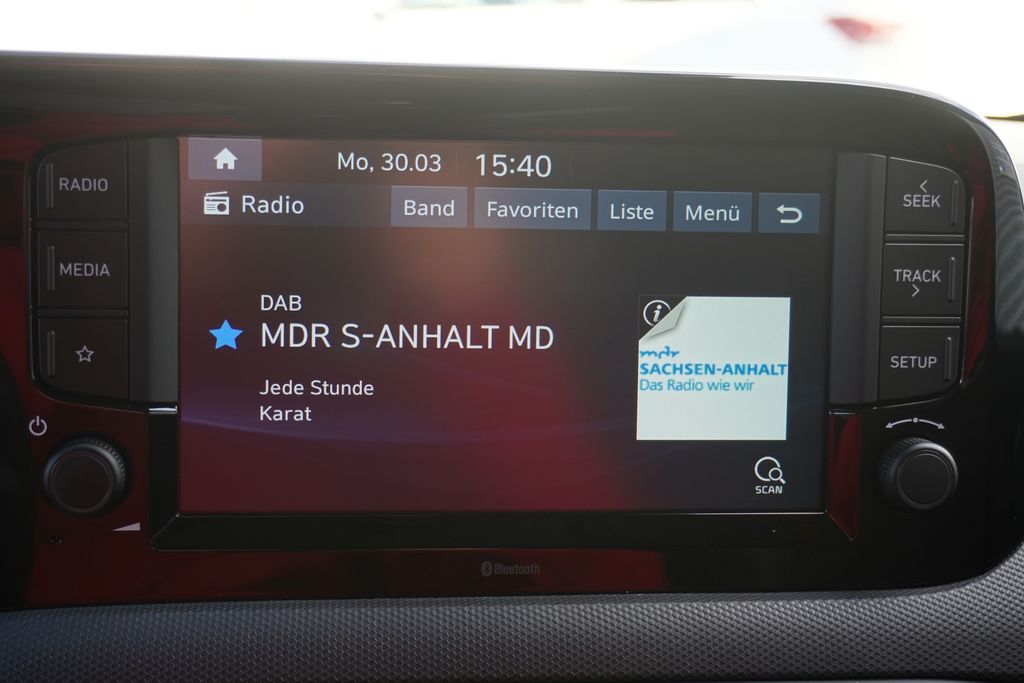 Mo, 30.03 15:40
Radio Band Favoriten Liste Menü
DAB
MDR S-ANHALT MD
Jede Stunde
Karat
i
mdr
SACHSEN-ANHALT
Das Radio wie wir
SCAN
RADIO
MEDIA
SEEK
TRACK
SETUP
Bluetooth